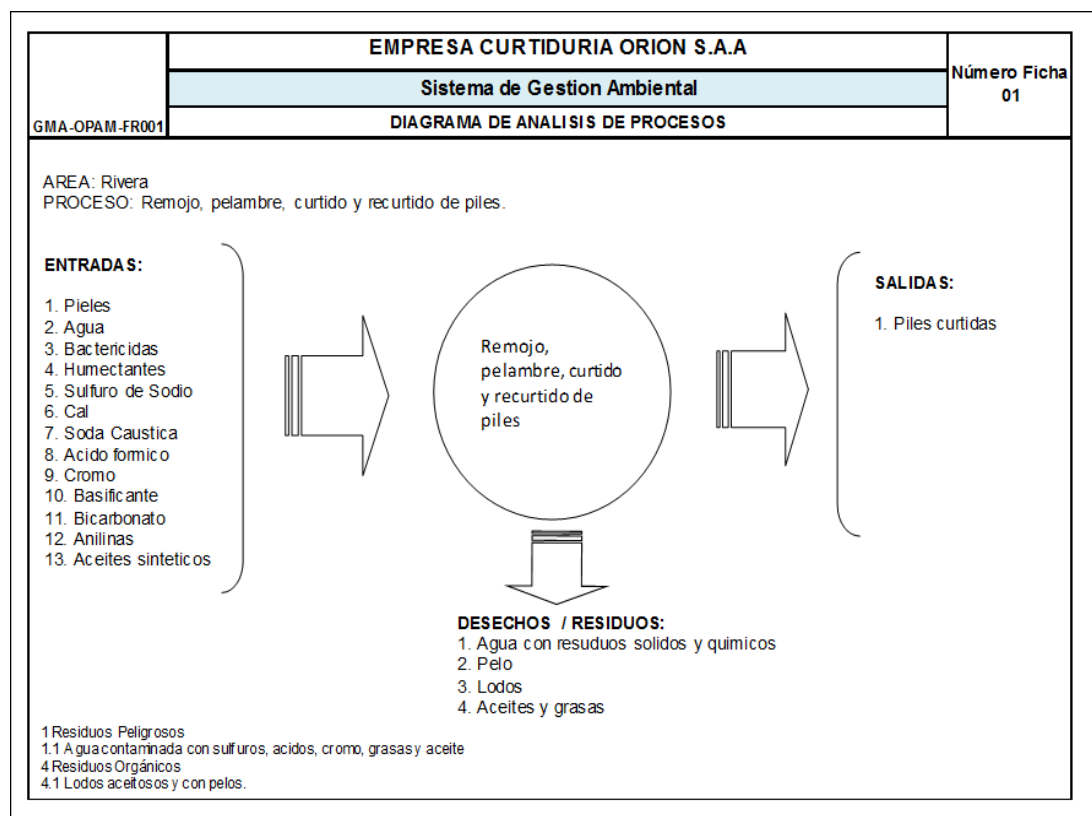 EMPRESA CURTIDURIA ORION S.A.A
Sistema de Gestion Ambiental
DIAGRAMA DE ANALISIS DE PROCESOS
GMA-OPAM-FR001
Número Ficha
01
AREA: Rivera
PROCESO: Remojo, pelambre, curtido y recurtido de piles.
ENTRADAS:
1. Pieles
2. Agua
3. Bactericidas
4. Humectantes
5. Sulfuro de Sodio
6. Cal
7. Soda Caustica
8. Acido formico
9. Cromo
10. Basificante
11. Bicarbonato
12. Anilinas
13. Aceites sinteticos
Remojo,
pelambre, curtido
y recurtido de
piles
SALIDAS:
1. Piles curtidas
DESECHOS / RESIDUOS:
1. Agua con resuduos solidos y quimicos
2. Pelo
3. Lodos
4. Aceites y grasas
1 Residuos Peligrosos
1.1 Agua contaminada con sulfuros, acidos, cromo, grasas y aceite
4 Residuos Orgánicos
4.1 Lodos aceitosos y con pelos.